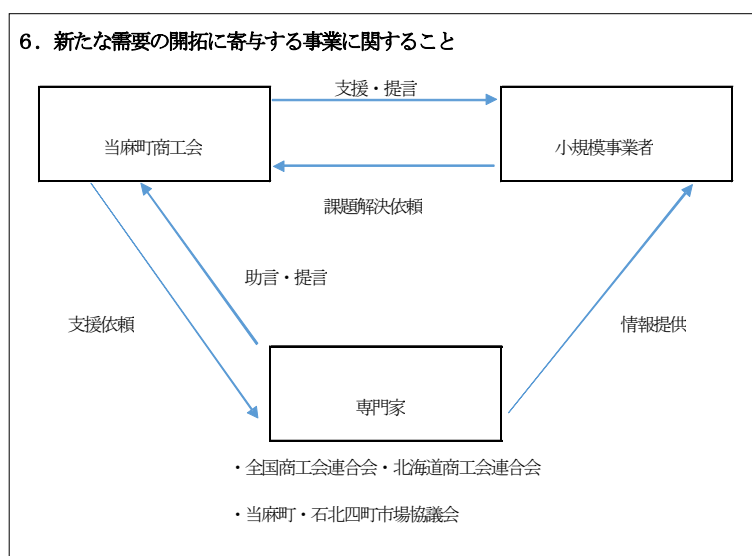 6．新たな需要の開拓に寄与する事業に関すること
支援・提言
当麻町商工会
小規模事業者
課題解決依頼
助言・提言
支援依頼
情報提供
専門家
・全国商工会連合会・北海道商工会連合会
・当麻町・石北四町市場協議会